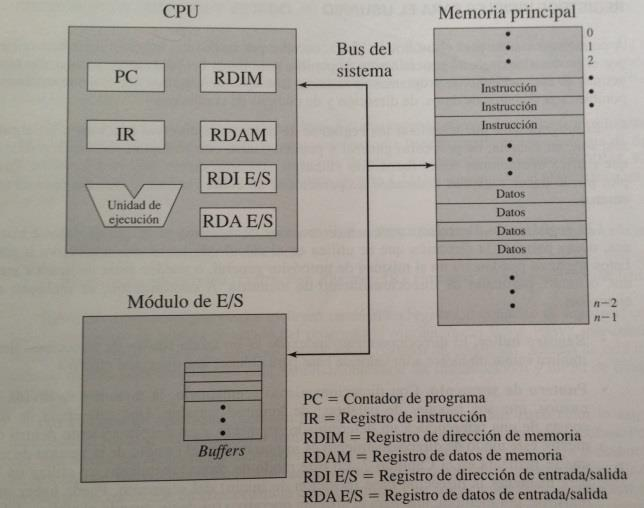 CPU
PC
RDIM
IR
RDAM
RDI E/S
Unidad de
ejecución
RDA E/S
Bus del
sistema
Memoria principal
0
1
2
Instrucción
Instrucción
Instrucción
Datos
Datos
Datos
Datos
n−2
n−1
Módulo de E/S
Buffers
PC = Contador de programa
IR = Registro de instrucción
RDIM = Registro de dirección de memoria
RDAM = Registro de datos de memoria
RDI E/S = Registro de dirección de entrada/salida
RDA E/S = Registro de datos de entrada/salida